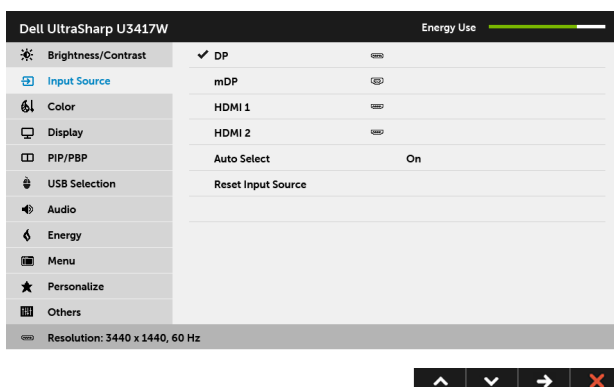 Dell UltraSharp U3417W Energy Use
Brightness/Contrast DP
Input Source mDP
Color HDMI 1
Display HDMI 2
PIP/PBP Auto Select On
USB Selection Reset Input Source
Audio
Energy
Menu
Personalize
Others
Resolution: 3440 x 1440, 60 Hz